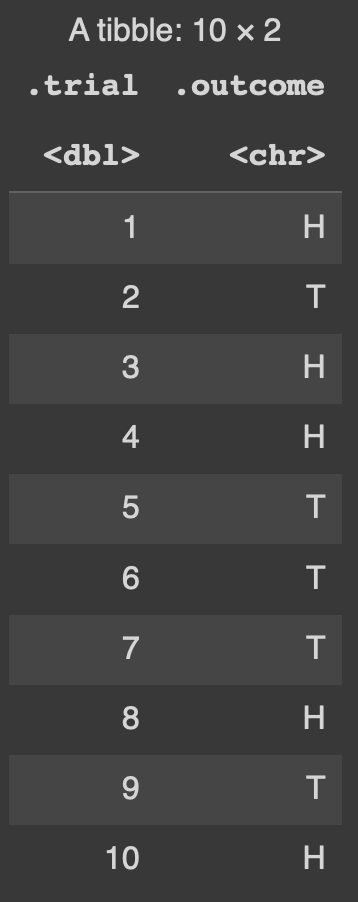 A tibble: 10 × 2
.trial .outcome
<dbl> <chr>
1 H
2 T
3 H
4 H
5 T
6 T
7 T
8 H
9 T
10 H